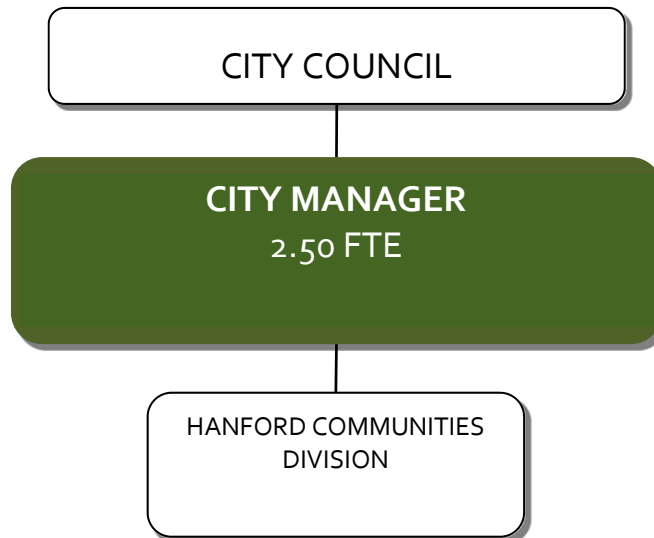 CITY COUNCIL
CITY MANAGER
2.50 FTE
HANFORD COMMUNITIES
DIVISION